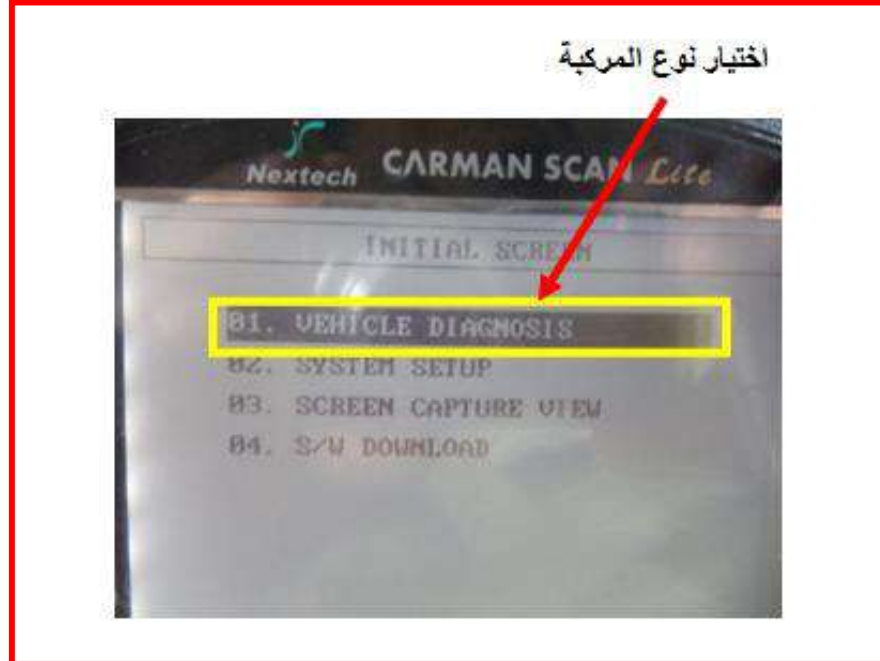 اختيار نوع المركبة
Nextech CARMAN SCAN Lite
INITIAL SCREEN
01. VEHICLE DIAGNOSIS
02. SYSTEM SETUP
03. SCREEN CAPTURE VIEW
04. S/W DOWNLOAD